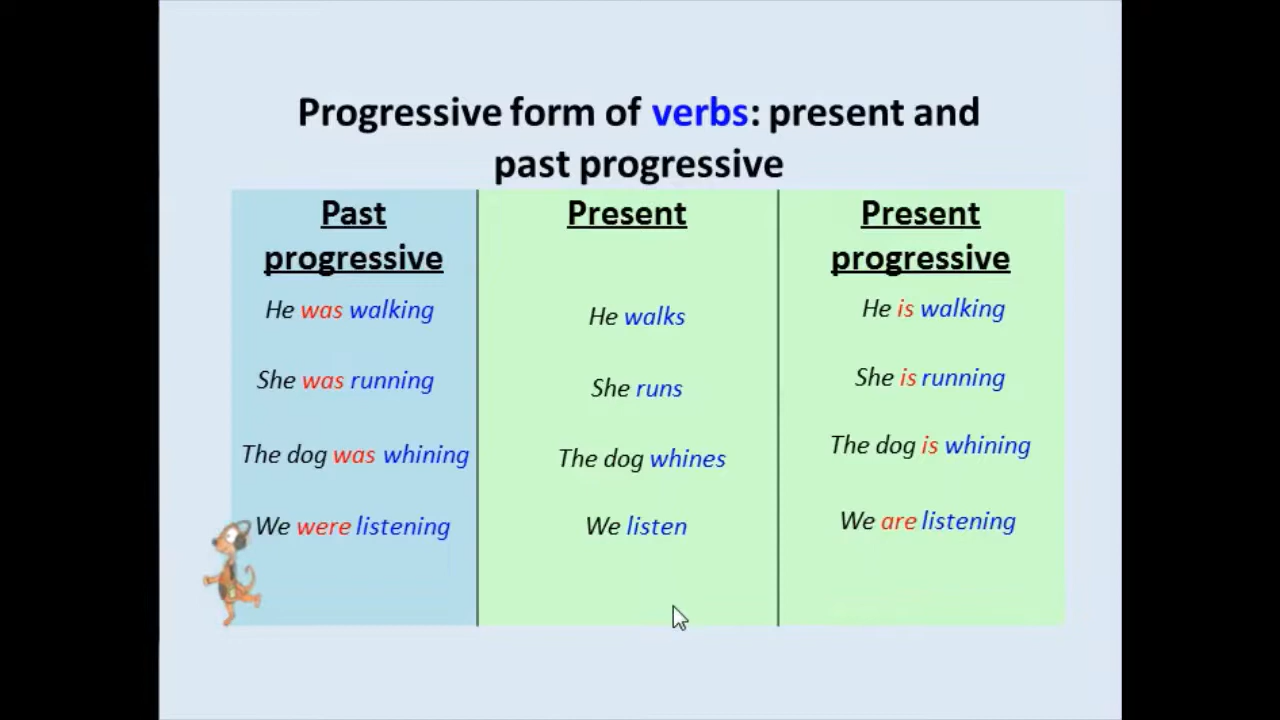 Progressive form of verbs: present and
past progressive
Past
progressive
He was walking
She was running
The dog was whining
We were listening
Present
He walks
She runs
The dog whines
We listen
Present
progressive
He is walking
She is running
The dog is whining
We are listening